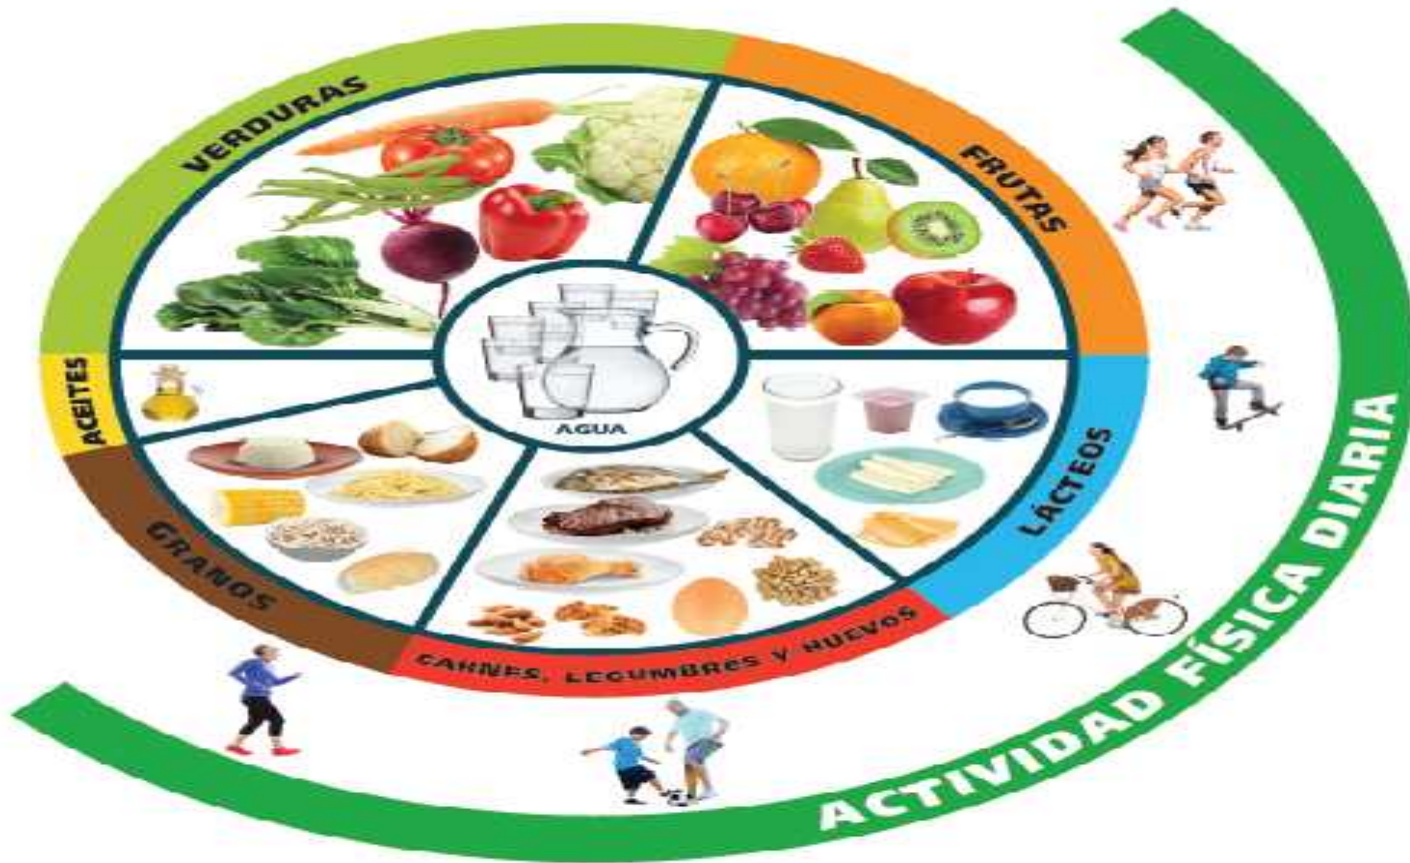 VERDURAS
FRUTAS
ACEITES
AGUA
LÁCTEOS
GRANOS
CARNES, LEGUMBRES Y HUEVOS
ACTIVIDAD FÍSICA DIARIA